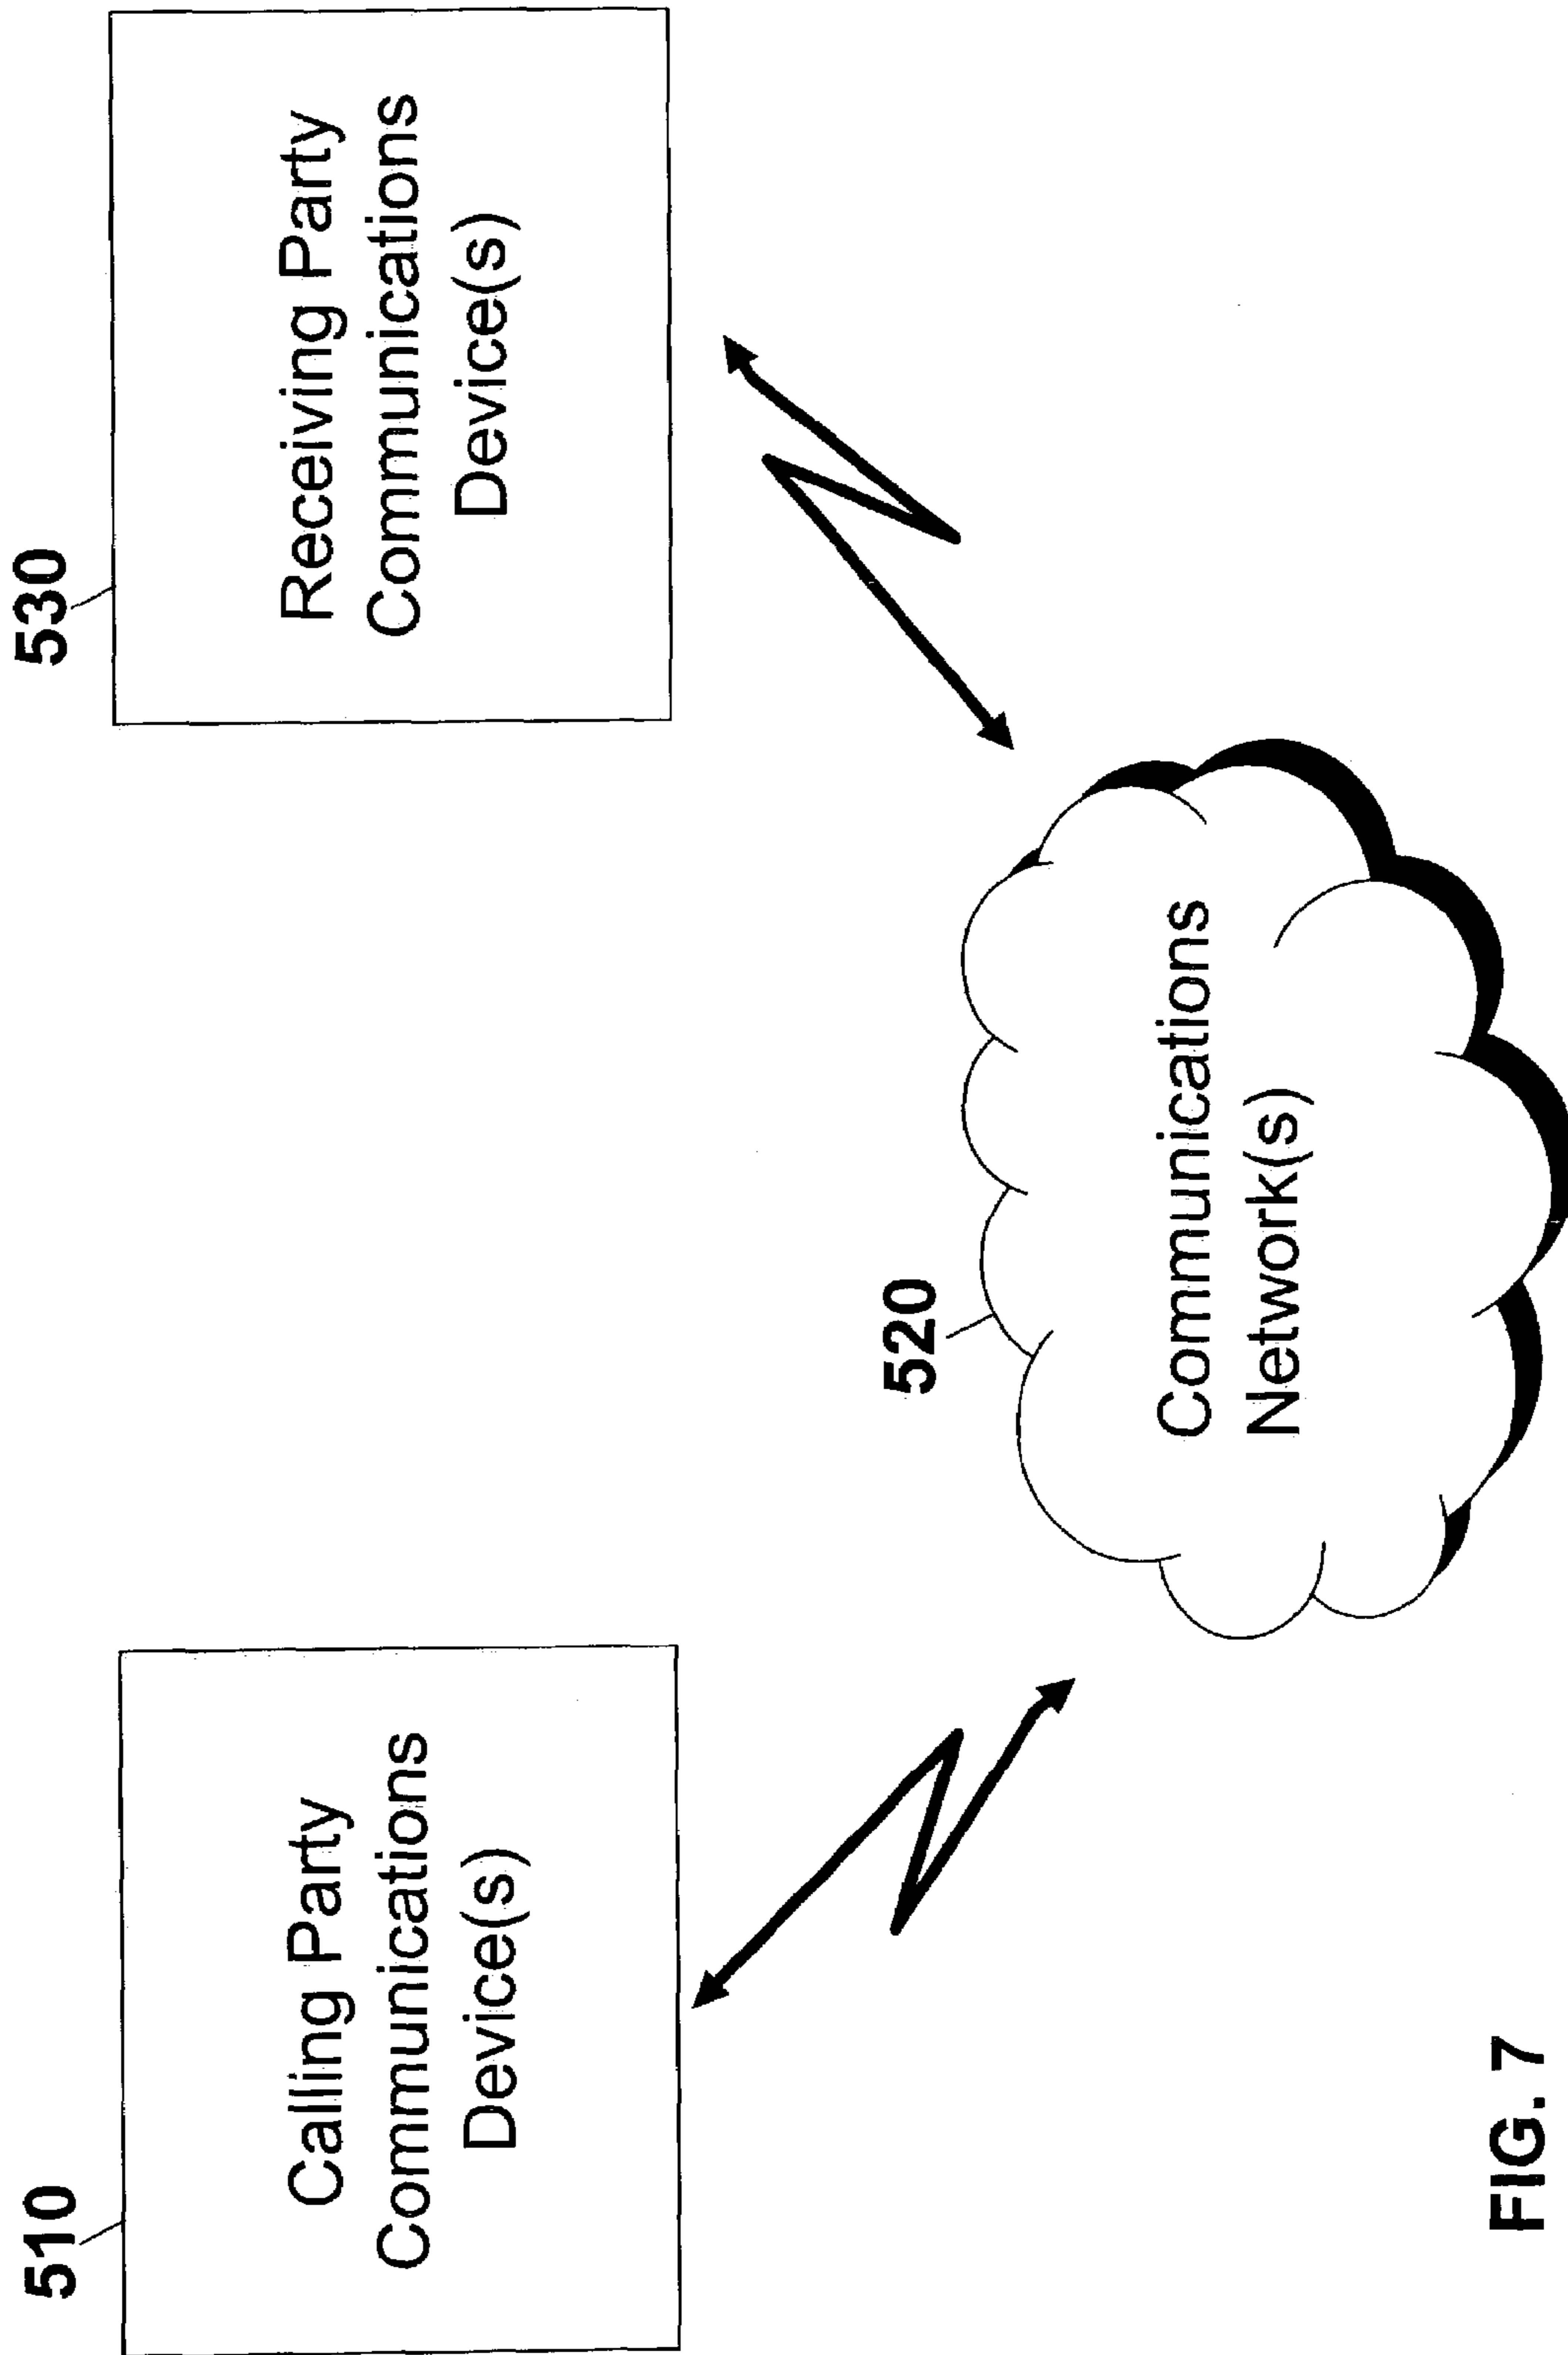 510
Calling Party
Communications
Device(s)
530
Receiving Party
Communications
Device(s)
520
Communications
Network(s)
FIG. 7